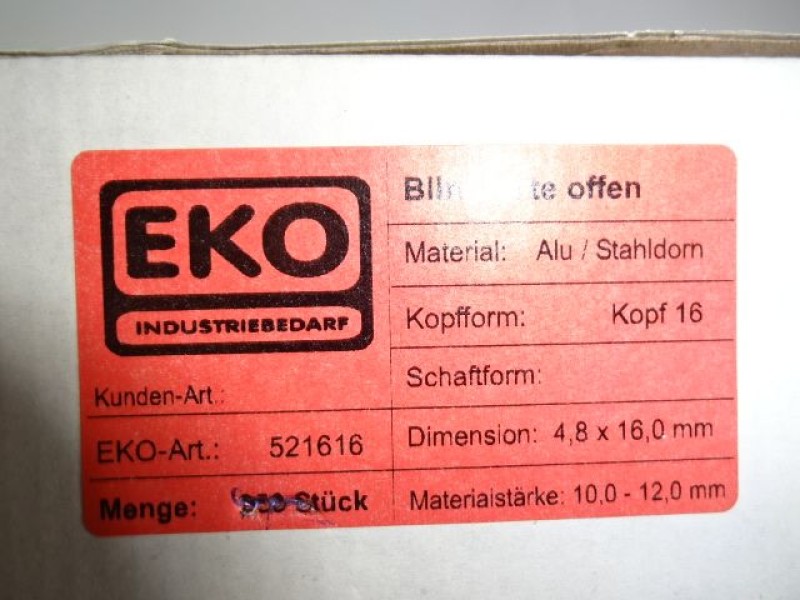 EKO
INDUSTRIEBEDARF
Kunden-Art.:
EKO-Art.: 521616
Menge: Stück
offen
Material: Alu / Stahldorn
Kopfform: Kopf 16
Schaftform:
Dimension: 4,8 x 16,0 mm
Materialstärke: 10,0 - 12,0 mm